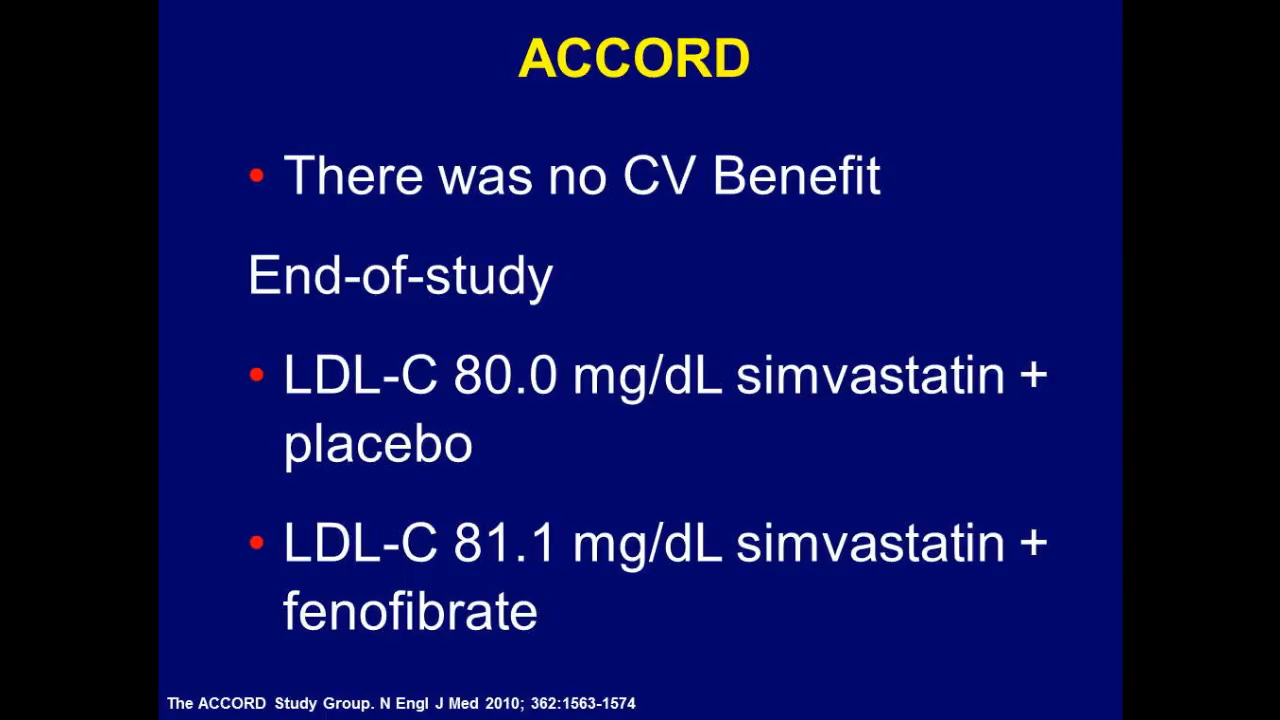 ACCORD
• There was no CV Benefit
End-of-study
• LDL-C 80.0 mg/dL simvastatin +
placebo
• LDL-C 81.1 mg/dL simvastatin +
fenofibrate
The ACCORD Study Group. N Engl J Med 2010; 362:1563-1574